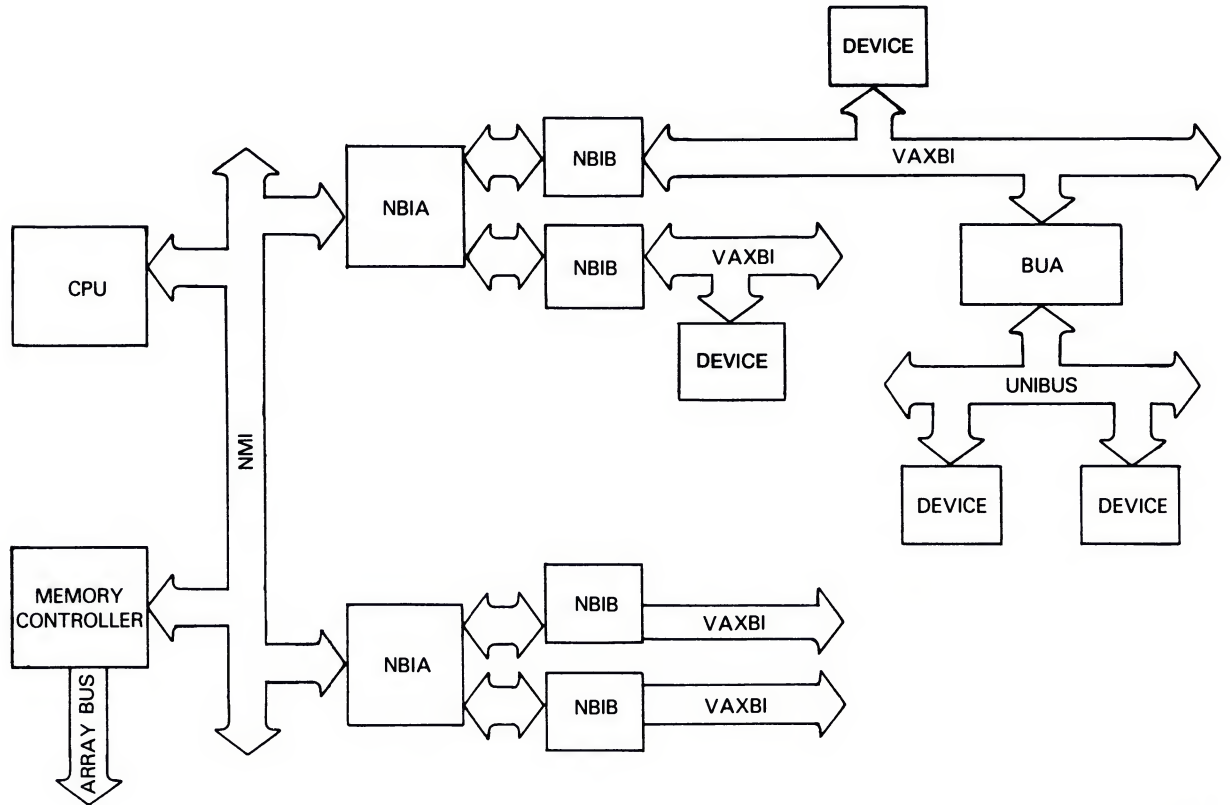 DEVICE
NBIB
VAXBI
NBIA
CPU
NBIB
VAXBI
BUA
DEVICE
UNIBUS
NMI
DEVICE
DEVICE
MEMORY
CONTROLLER
NBIB
VAXBI
NBIA
NBIB
VAXBI
ARRAY BUS